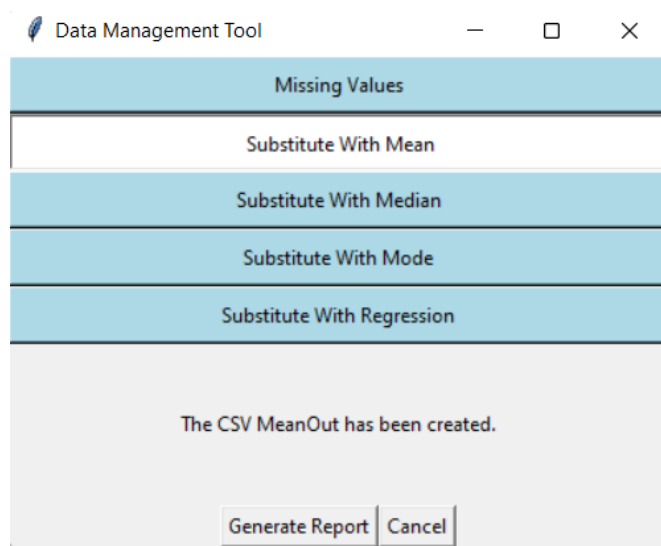 Data Management Tool
Missing Values
Substitute With Mean
Substitute With Median
Substitute With Mode
Substitute With Regression
The CSV MeanOut has been created.
Generate Report Cancel